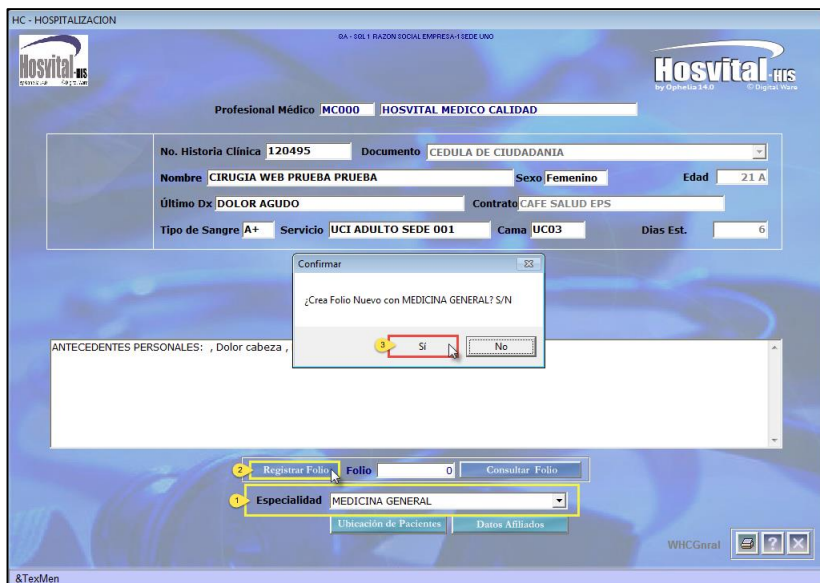 HC - HOSPITALIZACION
QA - SQL 1 RAZON SOCIAL EMPRESA-1 SEDE UNO
Hosvital-HIS
Hosvital-HIS
by Ophelia 14.0 © Digital Ware
Profesional Médico MC000 HOSVITAL MEDICO CALIDAD
No. Historia Clínica 120495 Documento CEDULA DE CIUDADANIA
Nombre CIRUGIA WEB PRUEBA PRUEBA Sexo Femenino Edad 21 A
Último Dx DOLOR AGUDO Contrato CAFE SALUD EPS
Tipo de Sangre A+ Servicio UCI ADULTO SEDE 001 Cama UC03 Dias Est. 6
Confirmar
¿Crea Folio Nuevo con MEDICINA GENERAL? S/N
3 Sí No
ANTECEDENTES PERSONALES: , Dolor cabeza ,
2 Registrar Folio Folio 0 Consultar Folio
1 Especialidad MEDICINA GENERAL
Ubicación de Pacientes Datos Afiliados
WHCGnral ?
&TexMen